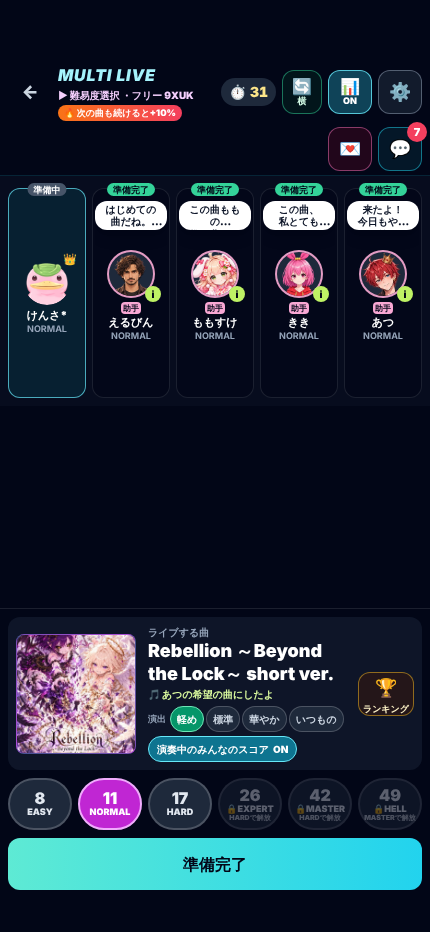 MULTI LIVE
▶ 難易度選択 ・フリー 9XUK
🔥 次の曲も続けると+10%
⏱️ 31
🔄
横
📊
ON
⚙️
💌
💬
7
準備中
👑
けんさ*
NORMAL
準備完了
はじめての
曲だね。…
i
助手
えるびん
NORMAL
準備完了
この曲もも
の…
i
助手
ももすけ
NORMAL
準備完了
この曲、
私とても…
助手
きき
NORMAL
準備完了
来たよ！
今日もや…
i
助手
あつ
NORMAL
ライブする曲
Rebellion ～Beyond
the Lock～ short ver.
🎵 あつの希望の曲にしたよ
演出 軽め 標準 華やか いつもの
演奏中のみんなのスコア ON
🏆
ランキング
Rebellion
Beyond the Lock
8
EASY
11
NORMAL
17
HARD
26
🔒EXPERT
HARDで解放
42
🔒MASTER
HARDで解放
49
🔒HELL
MASTERで解放
準備完了